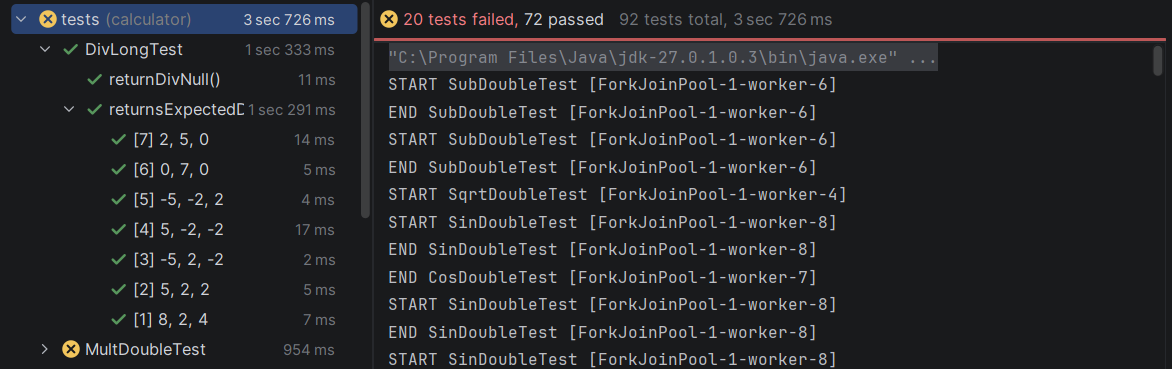 tests (calculator) 3 sec 726 ms
DivLongTest 1 sec 333 ms
returnDivNull() 11 ms
returnsExpectedD 1 sec 291 ms
[7] 2, 5, 0 14 ms
[6] 0, 7, 0 5 ms
[5] -5, -2, 2 4 ms
[4] 5, -2, -2 17 ms
[3] -5, 2, -2 2 ms
[2] 5, 2, 2 5 ms
[1] 8, 2, 4 7 ms
MultDoubleTest 954 ms
20 tests failed, 72 passed 92 tests total, 3 sec 726 ms
"C:\Program Files\Java\jdk-27.0.1.0.3\bin\java.exe" ...
START SubDoubleTest [ForkJoinPool-1-worker-6]
END SubDoubleTest [ForkJoinPool-1-worker-6]
START SubDoubleTest [ForkJoinPool-1-worker-6]
END SubDoubleTest [ForkJoinPool-1-worker-6]
START SqrtDoubleTest [ForkJoinPool-1-worker-4]
START SinDoubleTest [ForkJoinPool-1-worker-8]
END SinDoubleTest [ForkJoinPool-1-worker-8]
END CosDoubleTest [ForkJoinPool-1-worker-7]
START SinDoubleTest [ForkJoinPool-1-worker-8]
END SinDoubleTest [ForkJoinPool-1-worker-8]
START SinDoubleTest [ForkJoinPool-1-worker-8]